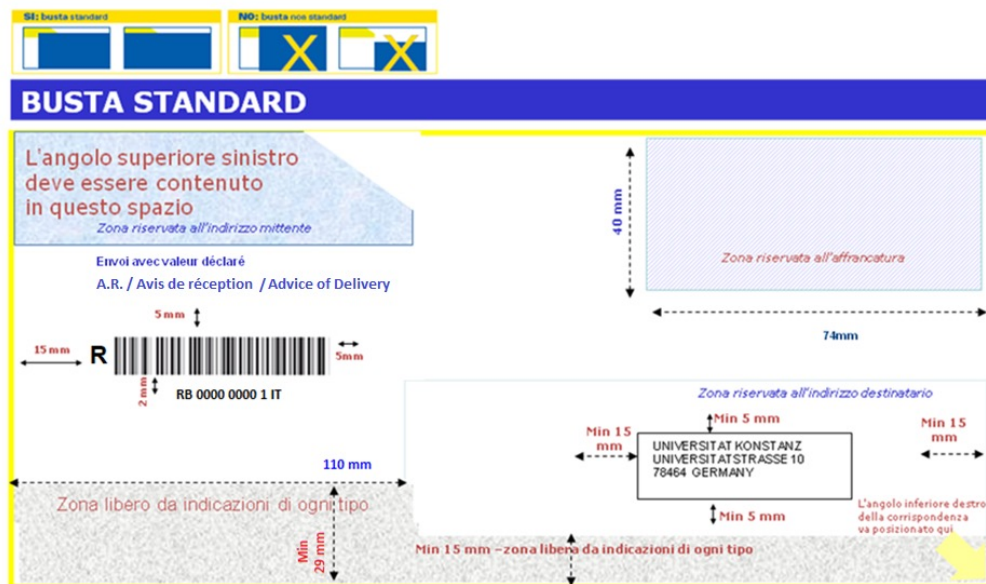 SI: busta standard
NO: busta non standard
X
X
BUSTA STANDARD
L'angolo superiore sinistro
deve essere contenuto
in questo spazio
Zona riservata all'indirizzo mittente
40 mm
Zona riservata all'affrancatura
74mm
Envoi avec valeur déclaré
A.R. / Avis de réception / Advice of Delivery
5 mm
15 mm
R
5mm
2 mm
RB 0000 0000 1 IT
Zona riservata all'indirizzo destinatario
Min 5 mm
Min 15
mm
Min 15
mm
UNIVERSITAT KONSTANZ
UNIVERSITATSTRASSE 10
78464 GERMANY
110 mm
Zona libero da indicazioni di ogni tipo
Min
29 mm
Min 5 mm
L'angolo inferiore destro
della corrispondenza
va posizionato qui
Min 15 mm –zona libera da indicazioni di ogni tipo